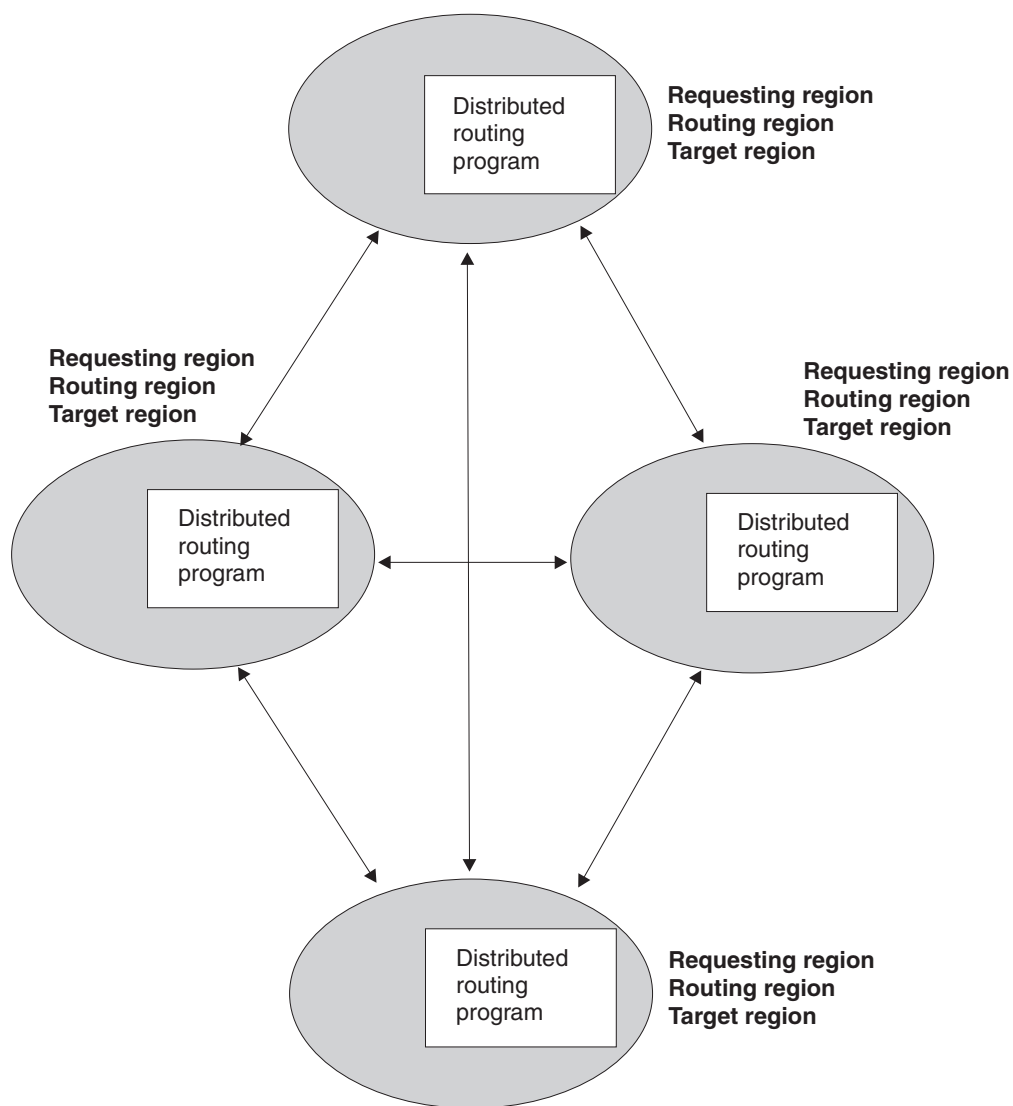 Distributed
routing
program
Requesting region
Routing region
Target region
Requesting region
Routing region
Target region
Requesting region
Routing region
Target region
Distributed
routing
program
Distributed
routing
program
Distributed
routing
program
Requesting region
Routing region
Target region